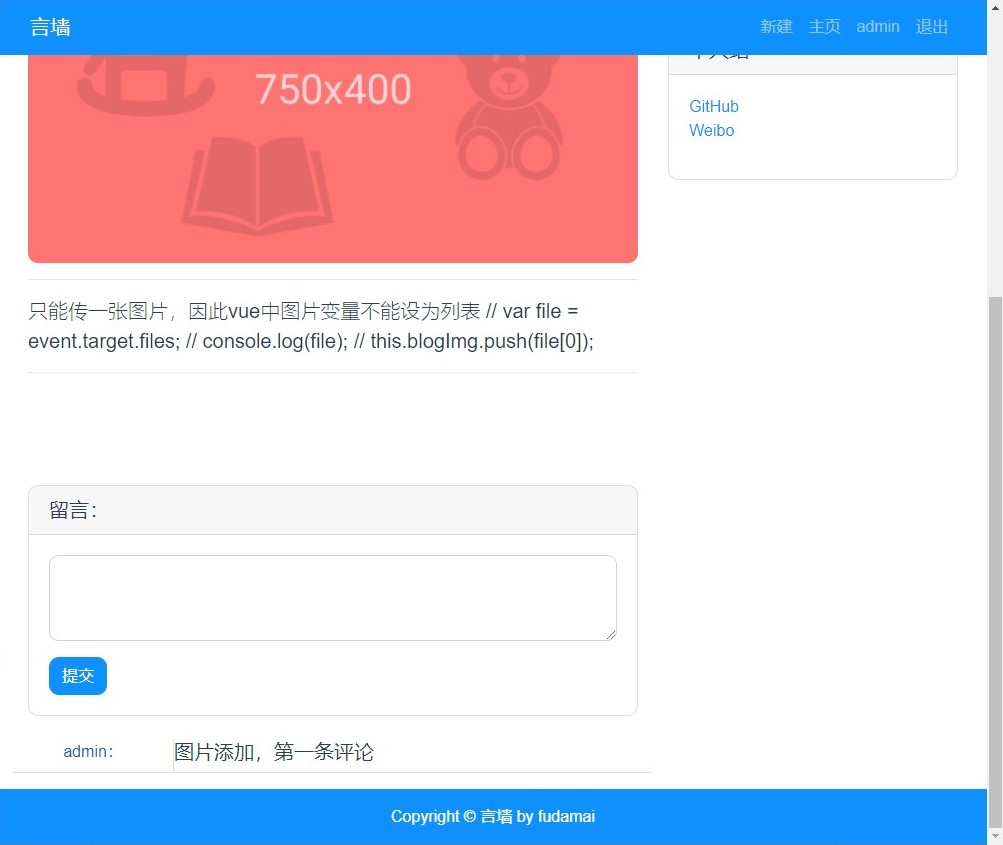 言墙
新建 主页 admin 退出
750x400
GitHub
Weibo
只能传一张图片，因此vue中图片变量不能设为列表 // var file =
event.target.files; // console.log(file); // this.blogImg.push(file[0]);
留言：
提交
admin：
图片添加，第一条评论
Copyright © 言墙 by fudamai